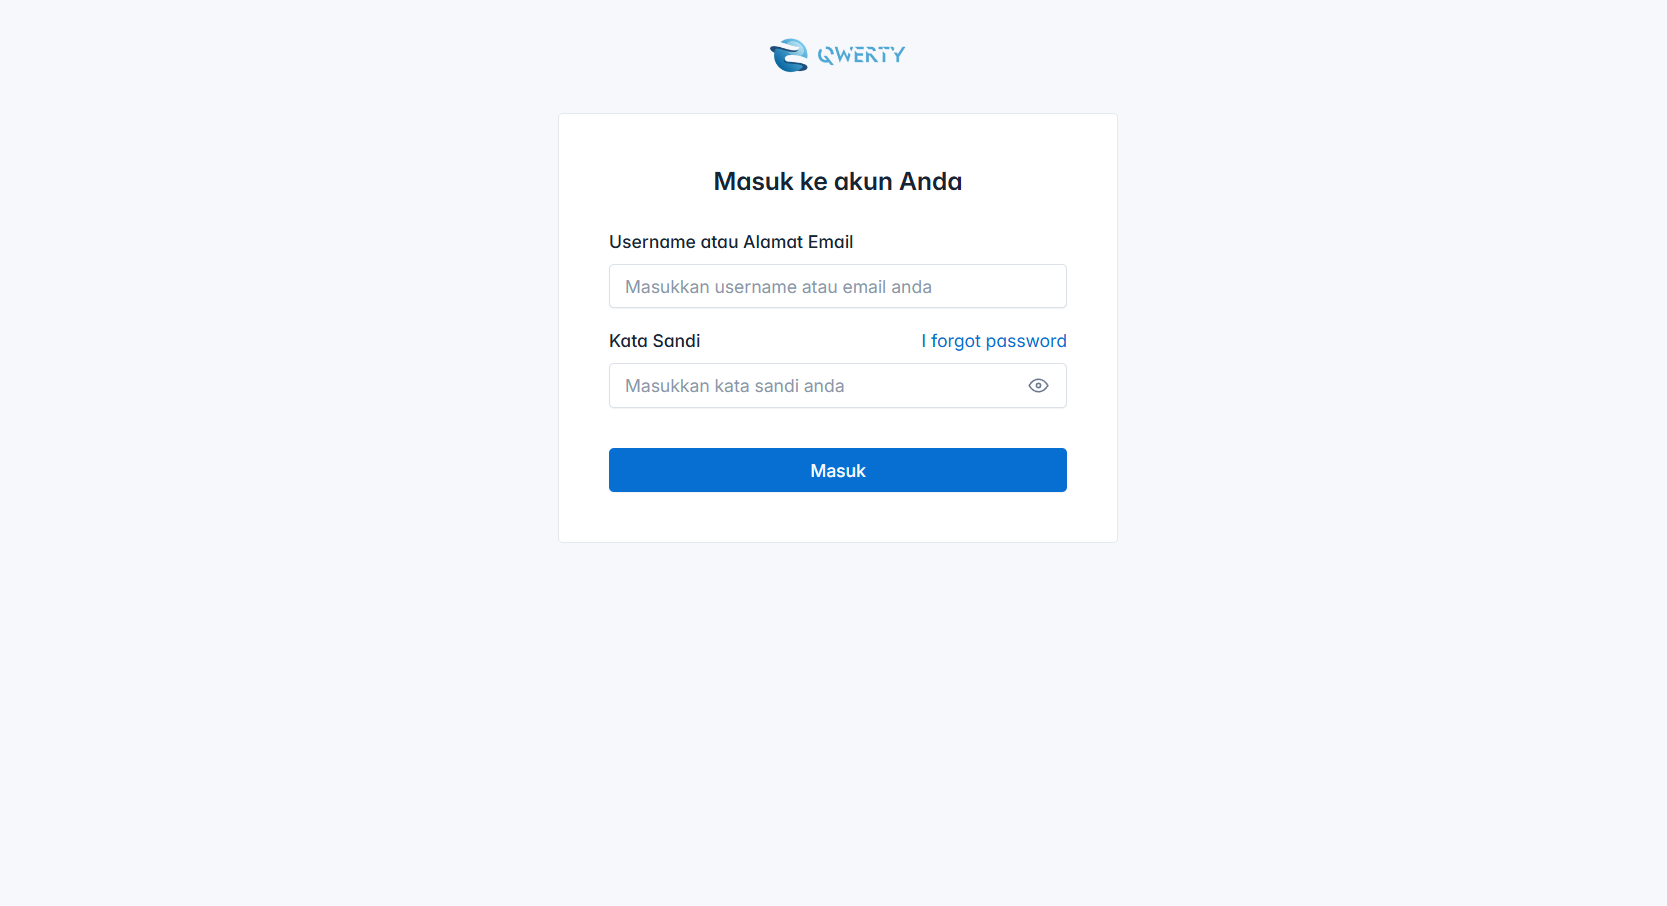 QWERTY
Masuk ke akun Anda
Username atau Alamat Email
Masukkan username atau email anda
Kata Sandi
I forgot password
Masukkan kata sandi anda
Masuk